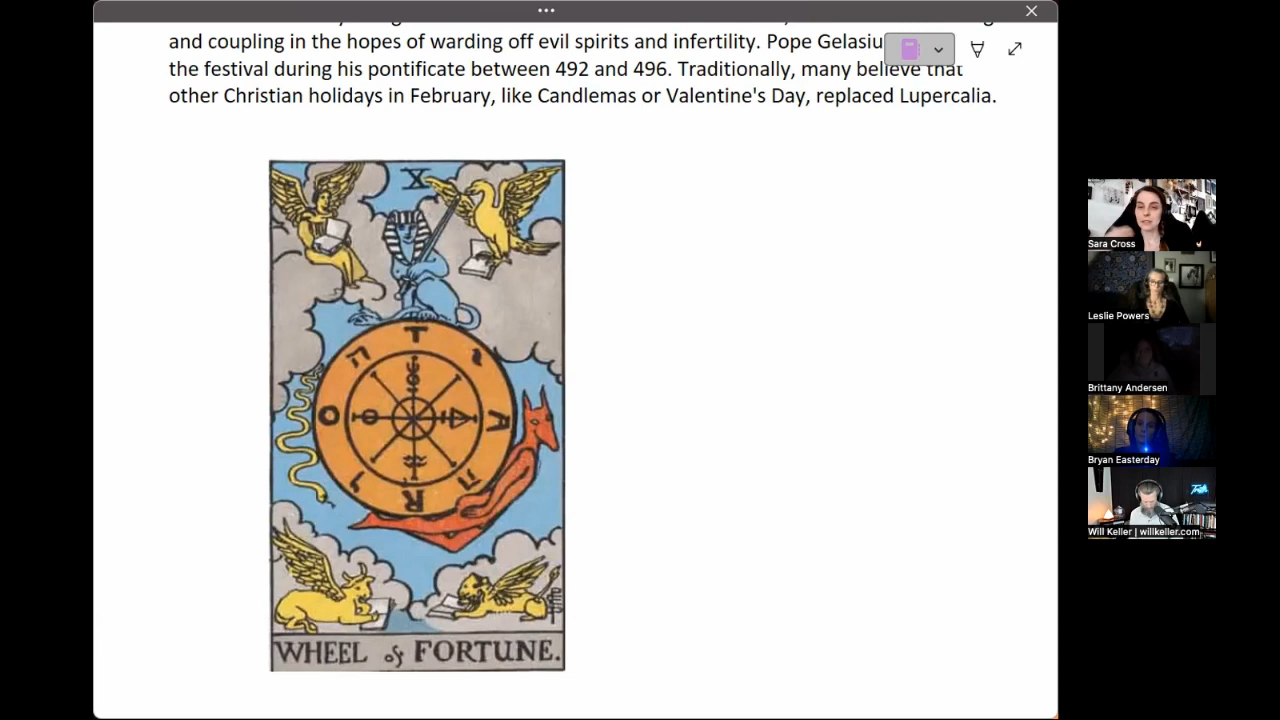 and coupling in the hopes of warding off evil spirits and infertility. Pope Gelasiu
the festival during his pontificate between 492 and 496. Traditionally, many believe that
other Christian holidays in February, like Candlemas or Valentine's Day, replaced Lupercalia.
X
T
A
R
O
י
ה
ו
ה
WHEEL of FORTUNE.
Sara Cross
Leslie Powers
Brittany Andersen
Bryan Easterday
Will Keller | willkeller.com